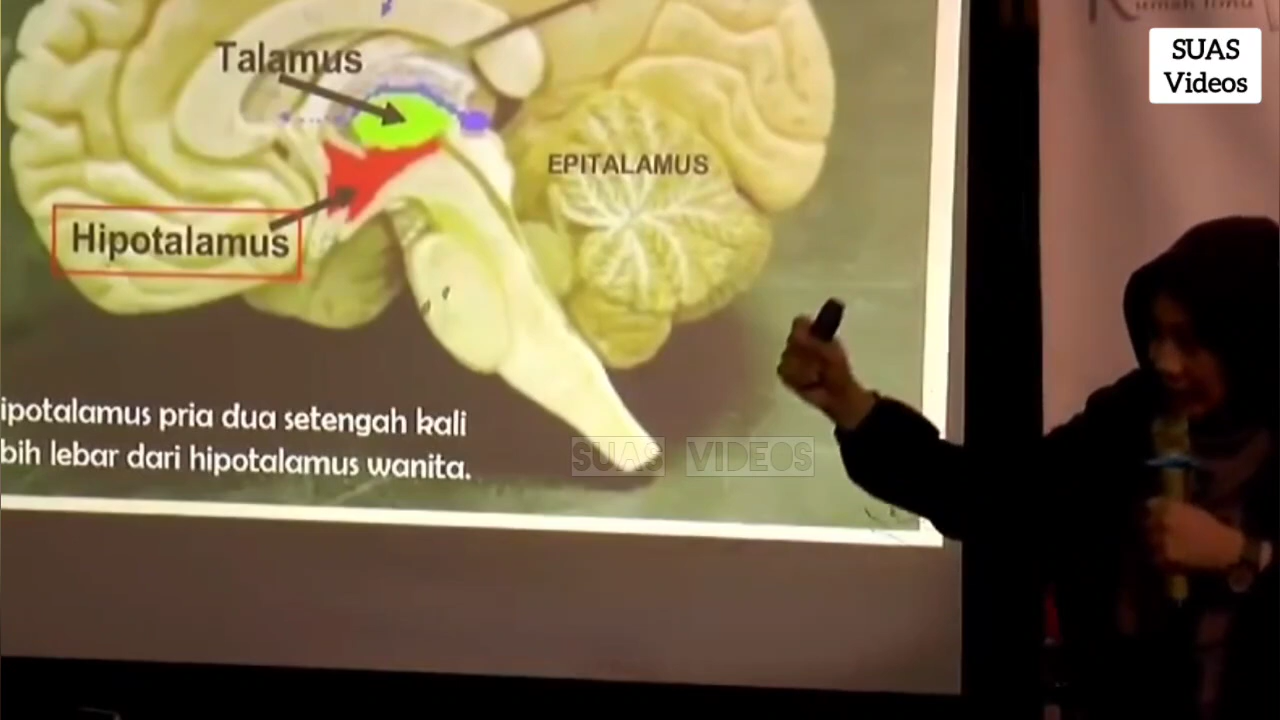 SUAS
Videos
Talamus
EPITALAMUS
Hipotalamus
ipotalamus pria dua setengah kali
bih lebar dari hipotalamus wanita.
SUAS VIDEOS